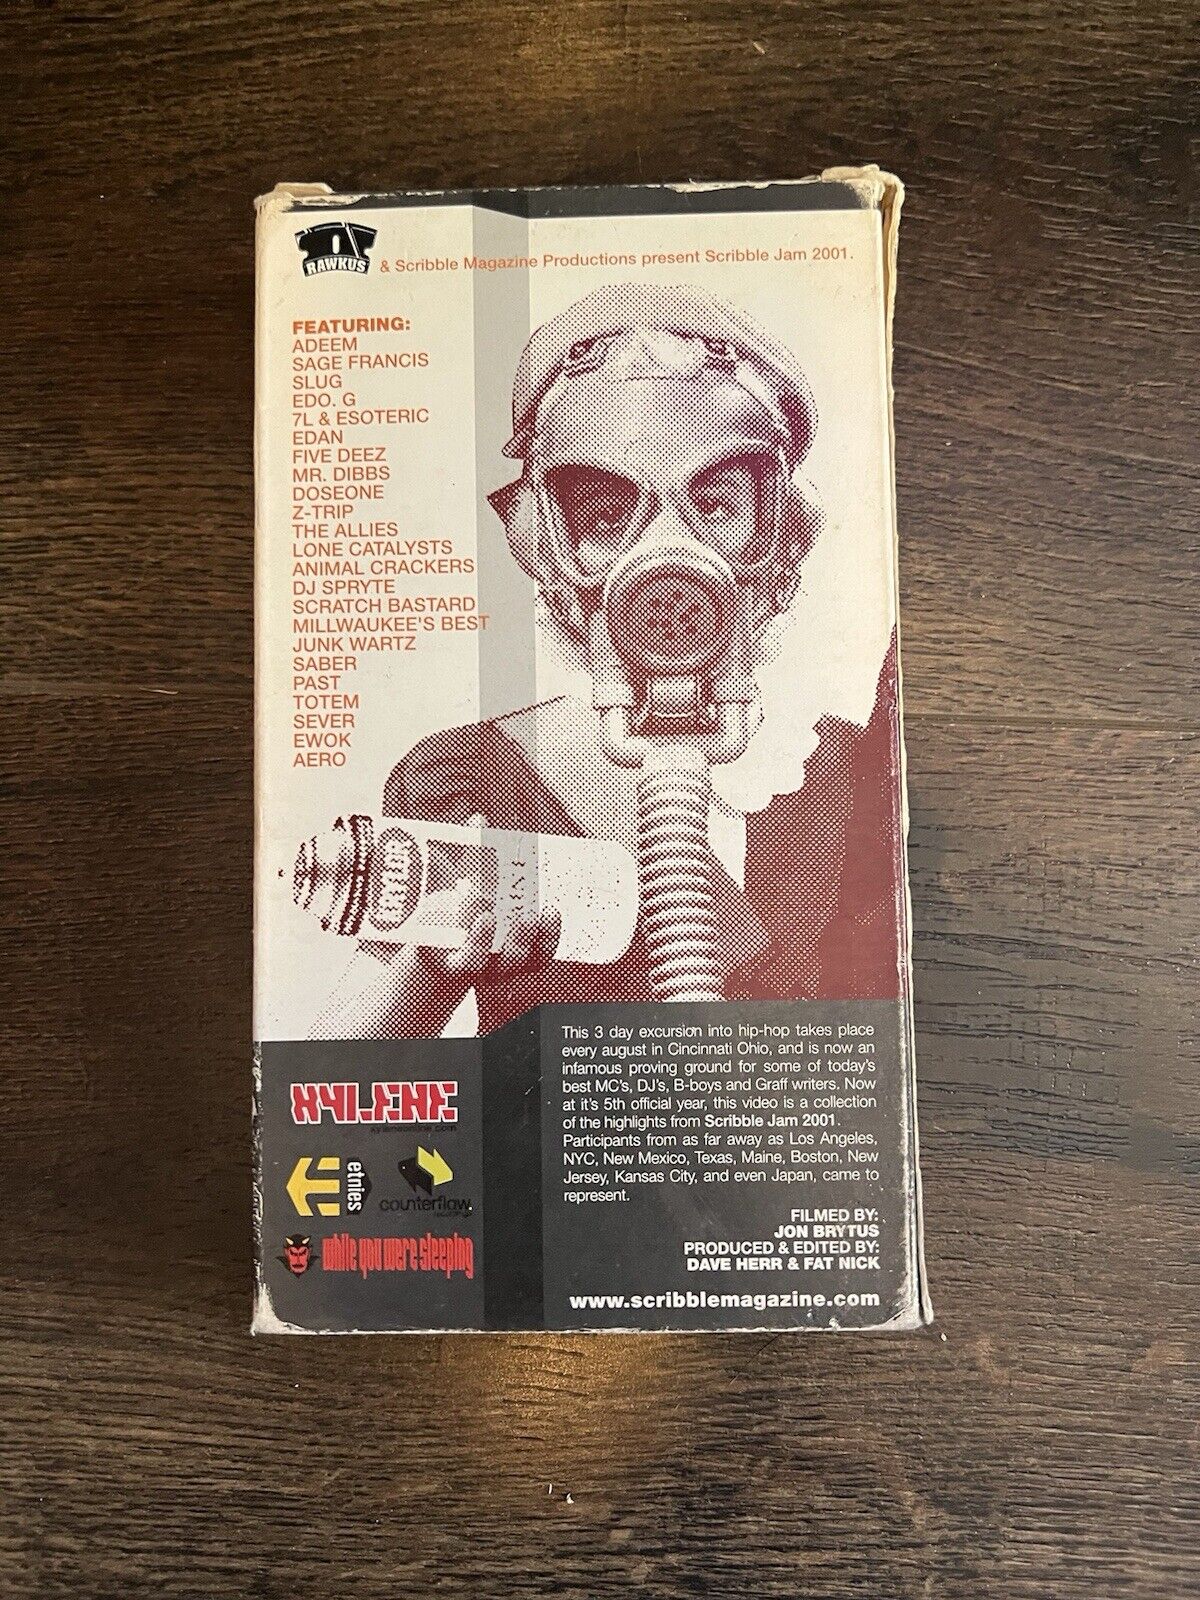 RAWKUS
& Scribble Magazine Productions present Scribble Jam 2001.
FEATURING:
ADEEM
SAGE FRANCIS
SLUG
EDO. G
7L & ESOTERIC
EDAN
FIVE DEEZ
MR. DIBBS
DOSEONE
Z-TRIP
THE ALLIES
LONE CATALYSTS
ANIMAL CRACKERS
DJ SPRYTE
SCRATCH BASTARD
MILLWAUKEE'S BEST
JUNK WARTZ
SABER
PAST
TOTEM
SEVER
EWOK
AERO
This 3 day excursion into hip-hop takes place
every august in Cincinnati Ohio, and is now an
infamous proving ground for some of today's
best MC's, DJ's, B-boys and Graff writers. Now
at it's 5th official year, this video is a collection
of the highlights from Scribble Jam 2001.
Participants from as far away as Los Angeles,
NYC, New Mexico, Texas, Maine, Boston, New
Jersey, Kansas City, and even Japan, came to
represent.
FILMED BY:
JON BRYTUS
PRODUCED & EDITED BY:
DAVE HERR & FAT NICK
www.scribblemagazine.com
etnies
counterflow
while you were sleeping